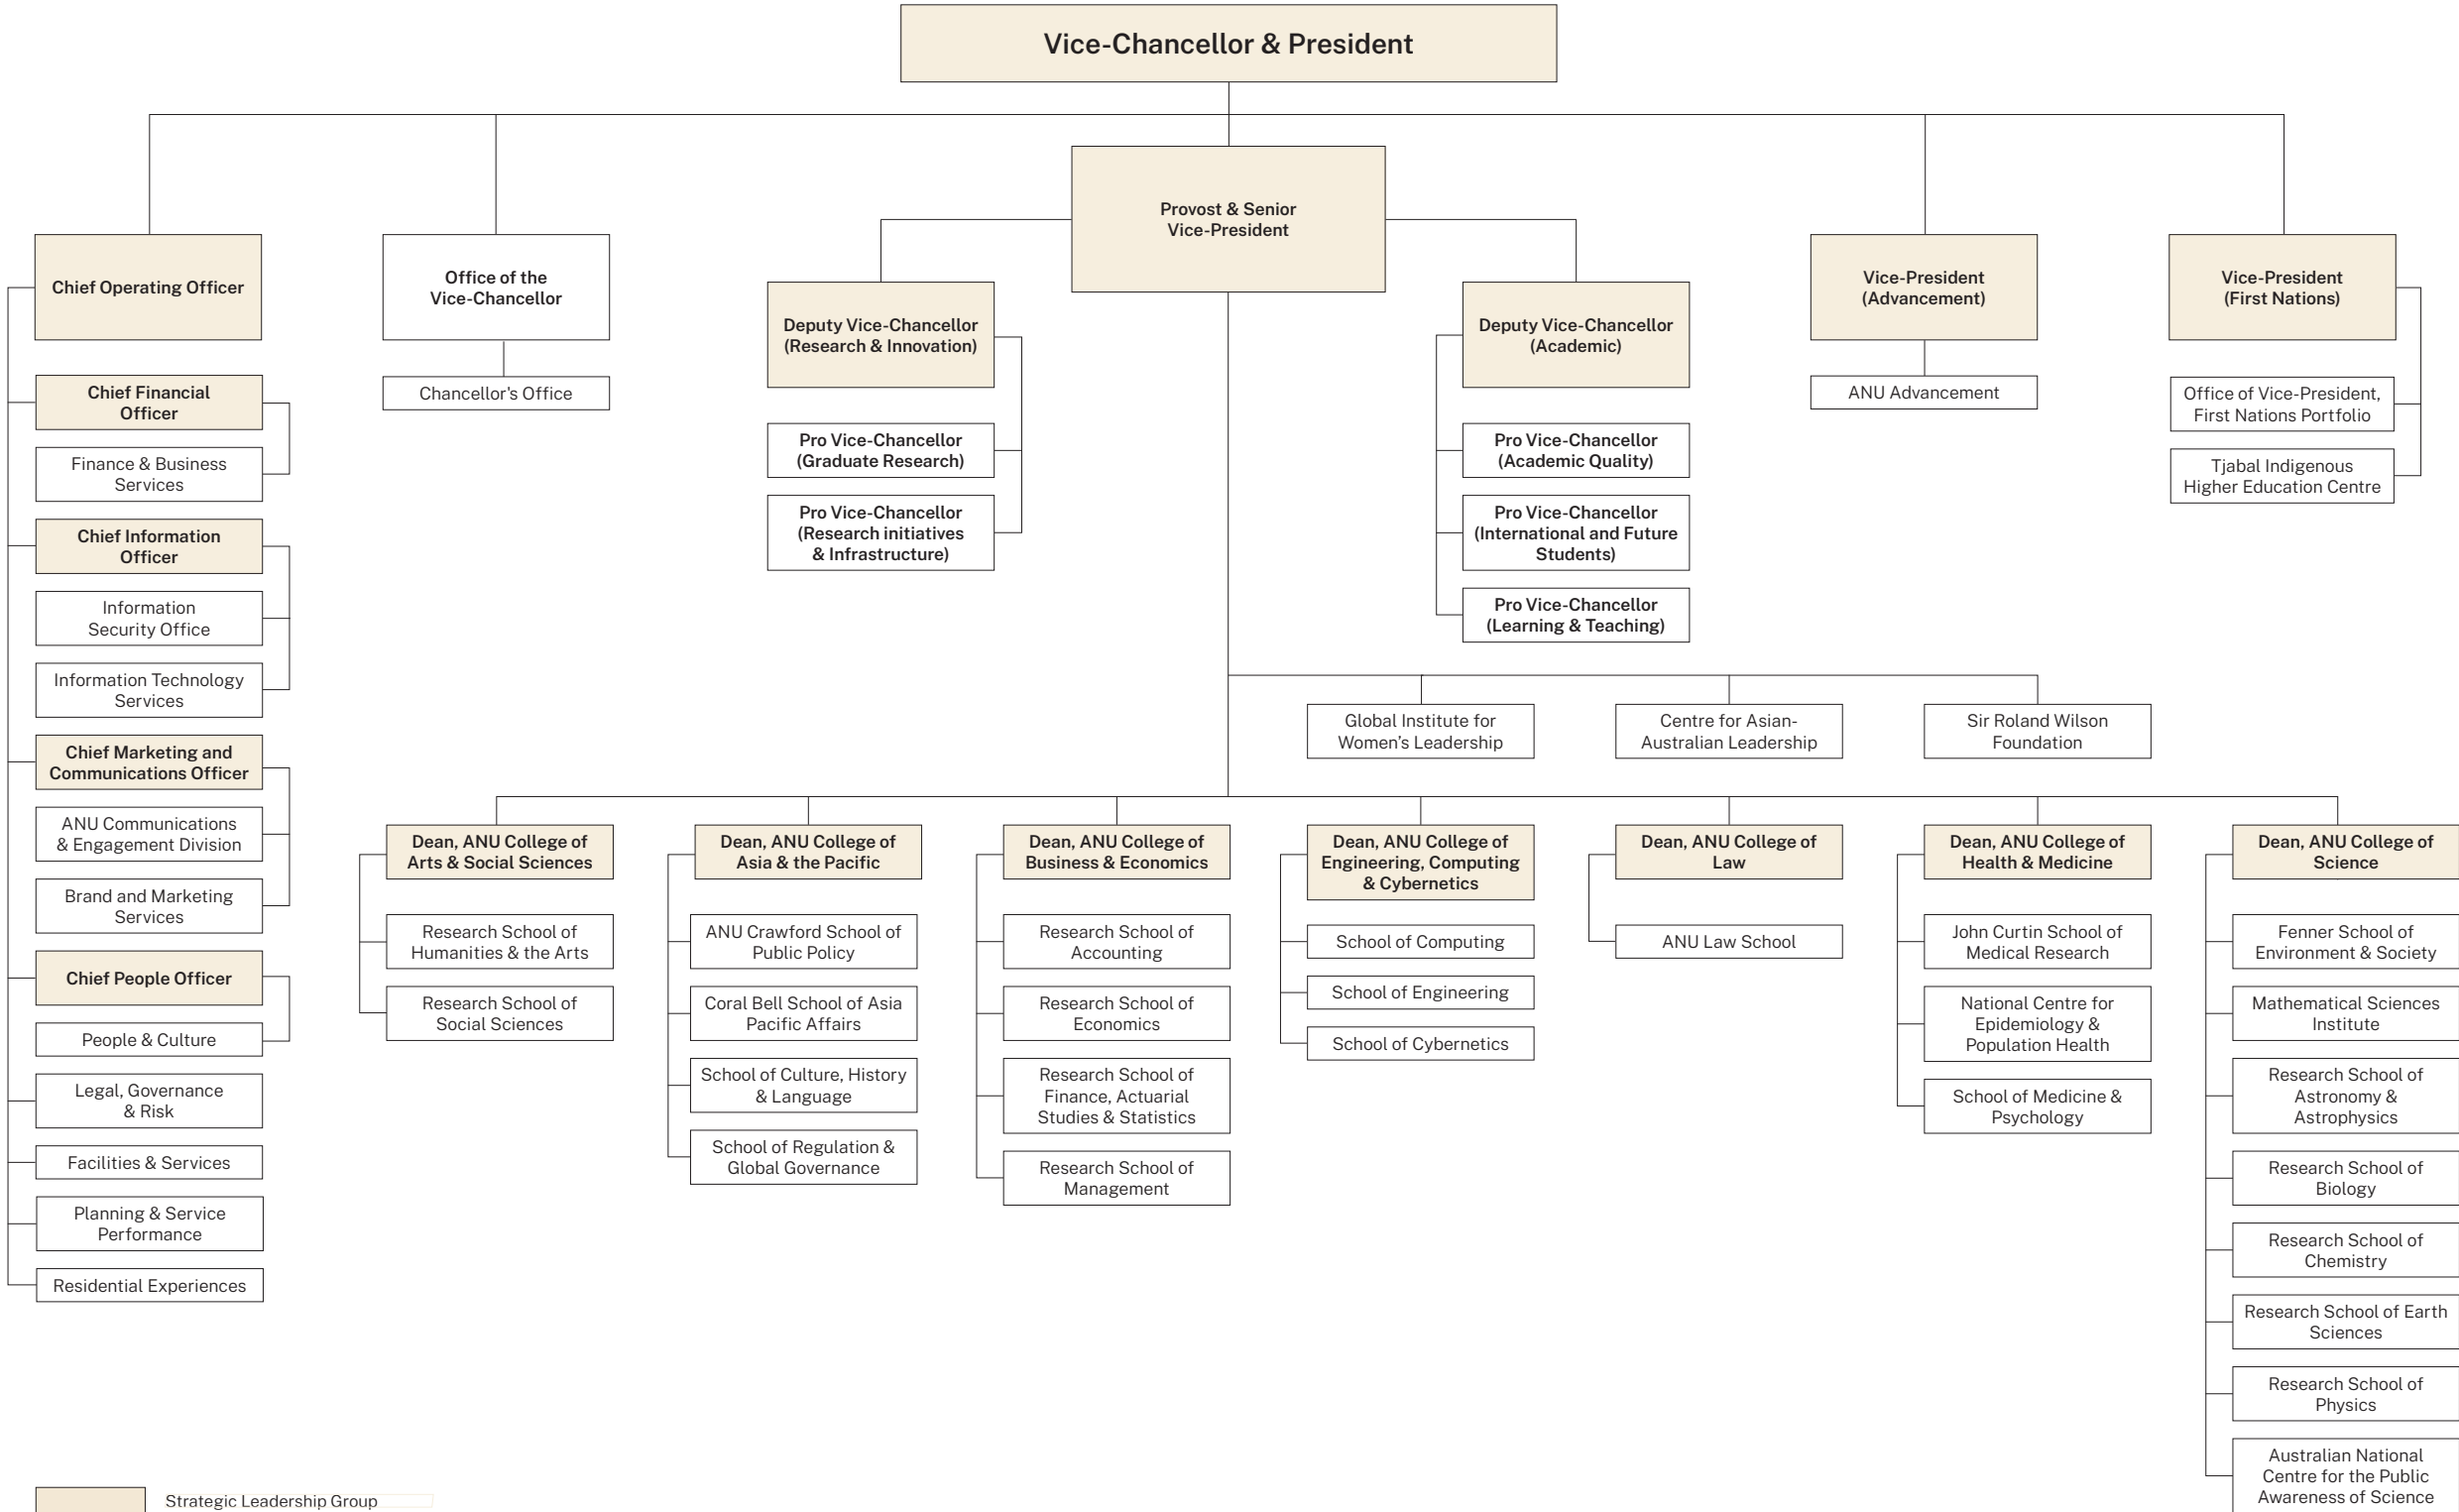 Vice-Chancellor & President
Provost & Senior
Vice-President
Chief Operating Officer
Chief Financial
Officer
Finance & Business
Services
Chief Information
Officer
Information
Security Office
Information Technology
Services
Chief Marketing and
Communications Officer
ANU Communications
& Engagement Division
Brand and Marketing
Services
Chief People Officer
People & Culture
Legal, Governance
& Risk
Facilities & Services
Planning & Service
Performance
Residential Experiences
Office of the
Vice-Chancellor
Chancellor's Office
Deputy Vice-Chancellor
(Research & Innovation)
Pro Vice-Chancellor
(Graduate Research)
Pro Vice-Chancellor
(Research initiatives
& Infrastructure)
Deputy Vice-Chancellor
(Academic)
Pro Vice-Chancellor
(Academic Quality)
Pro Vice-Chancellor
(International and Future
Students)
Pro Vice-Chancellor
(Learning & Teaching)
Vice-President
(Advancement)
ANU Advancement
Vice-President
(First Nations)
Office of Vice-President,
First Nations Portfolio
Tjabal Indigenous
Higher Education Centre
Global Institute for
Women’s Leadership
Centre for Asian-
Australian Leadership
Sir Roland Wilson
Foundation
Dean, ANU College of
Arts & Social Sciences
Research School of
Humanities & the Arts
Research School of
Social Sciences
Dean, ANU College of
Asia & the Pacific
ANU Crawford School of
Public Policy
Coral Bell School of Asia
Pacific Affairs
School of Culture, History
& Language
School of Regulation &
Global Governance
Dean, ANU College of
Business & Economics
Research School of
Accounting
Research School of
Economics
Research School of
Finance, Actuarial
Studies & Statistics
Research School of
Management
Dean, ANU College of
Engineering, Computing
& Cybernetics
School of Computing
School of Engineering
School of Cybernetics
Dean, ANU College of
Law
ANU Law School
Dean, ANU College of
Health & Medicine
John Curtin School of
Medical Research
National Centre for
Epidemiology &
Population Health
School of Medicine &
Psychology
Dean, ANU College of
Science
Fenner School of
Environment & Society
Mathematical Sciences
Institute
Research School of
Astronomy &
Astrophysics
Research School of
Biology
Research School of
Chemistry
Research School of Earth
Sciences
Research School of
Physics
Australian National
Centre for the Public
Awareness of Science
Strategic Leadership Group